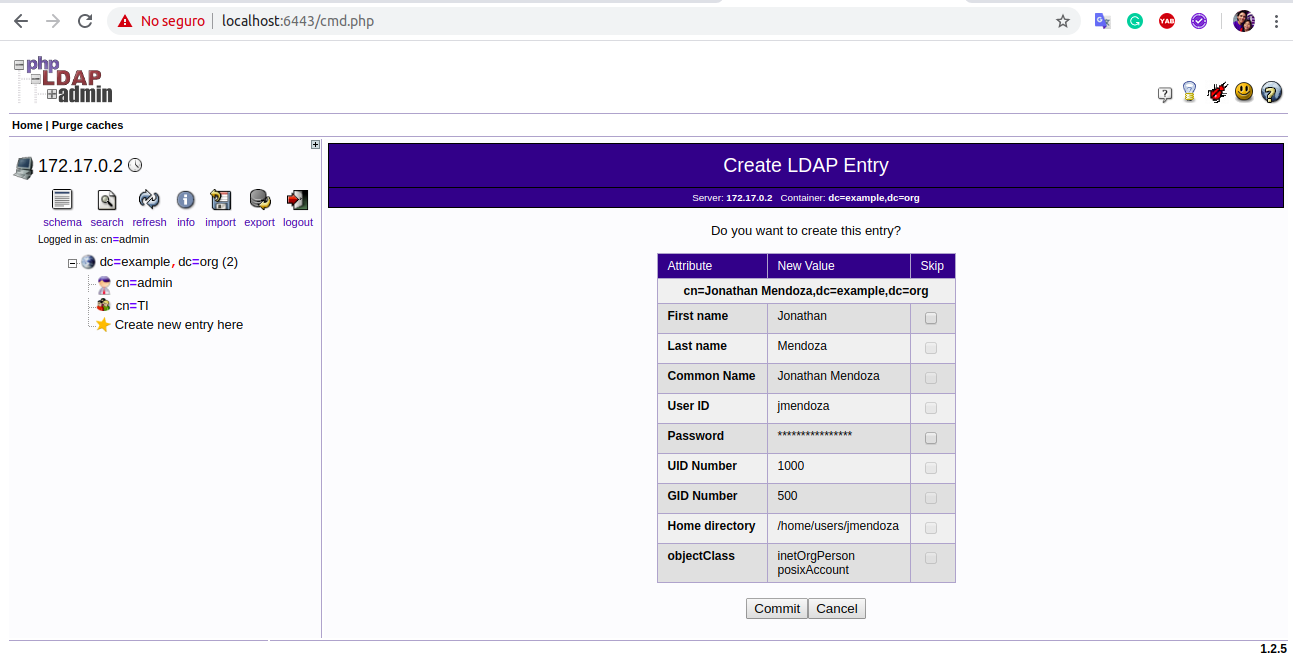 No seguro | localhost:6443/cmd.php
php
LDAP
admin
Home | Purge caches
172.17.0.2
schema search refresh info import export logout
Logged in as: cn=admin
dc=example,dc=org (2)
cn=admin
cn=TI
Create new entry here
Create LDAP Entry
Server: 172.17.0.2 Container: dc=example,dc=org
Do you want to create this entry?
Attribute New Value Skip
cn=Jonathan Mendoza,dc=example,dc=org
First name Jonathan
Last name Mendoza
Common Name Jonathan Mendoza
User ID jmendoza
Password ****************
UID Number 1000
GID Number 500
Home directory /home/users/jmendoza
objectClass inetOrgPerson
posixAccount
Commit Cancel
1.2.5